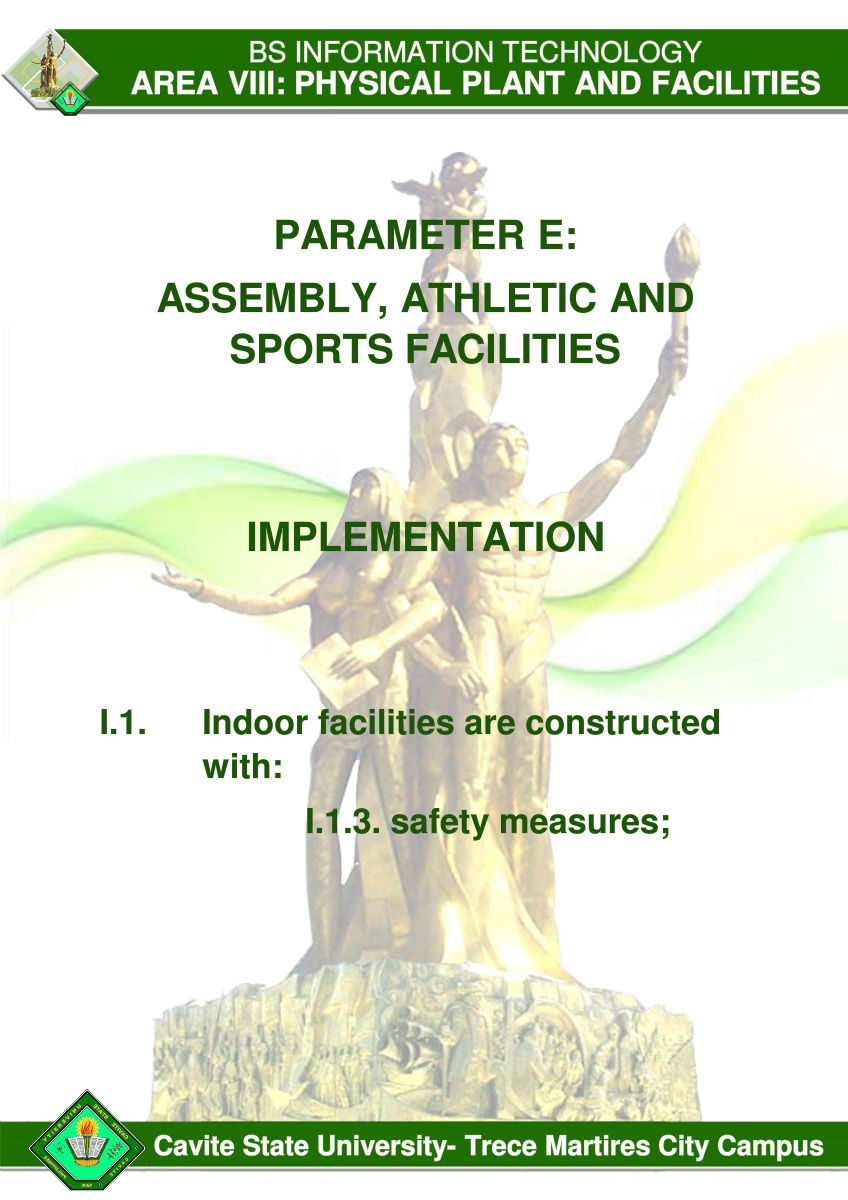 BS INFORMATION TECHNOLOGY
AREA VIII: PHYSICAL PLANT AND FACILITIES
PARAMETER E:
ASSEMBLY, ATHLETIC AND
SPORTS FACILITIES
IMPLEMENTATION
I.1. Indoor facilities are constructed
with:
I.1.3. safety measures;
Cavite State University- Trece Martires City Campus